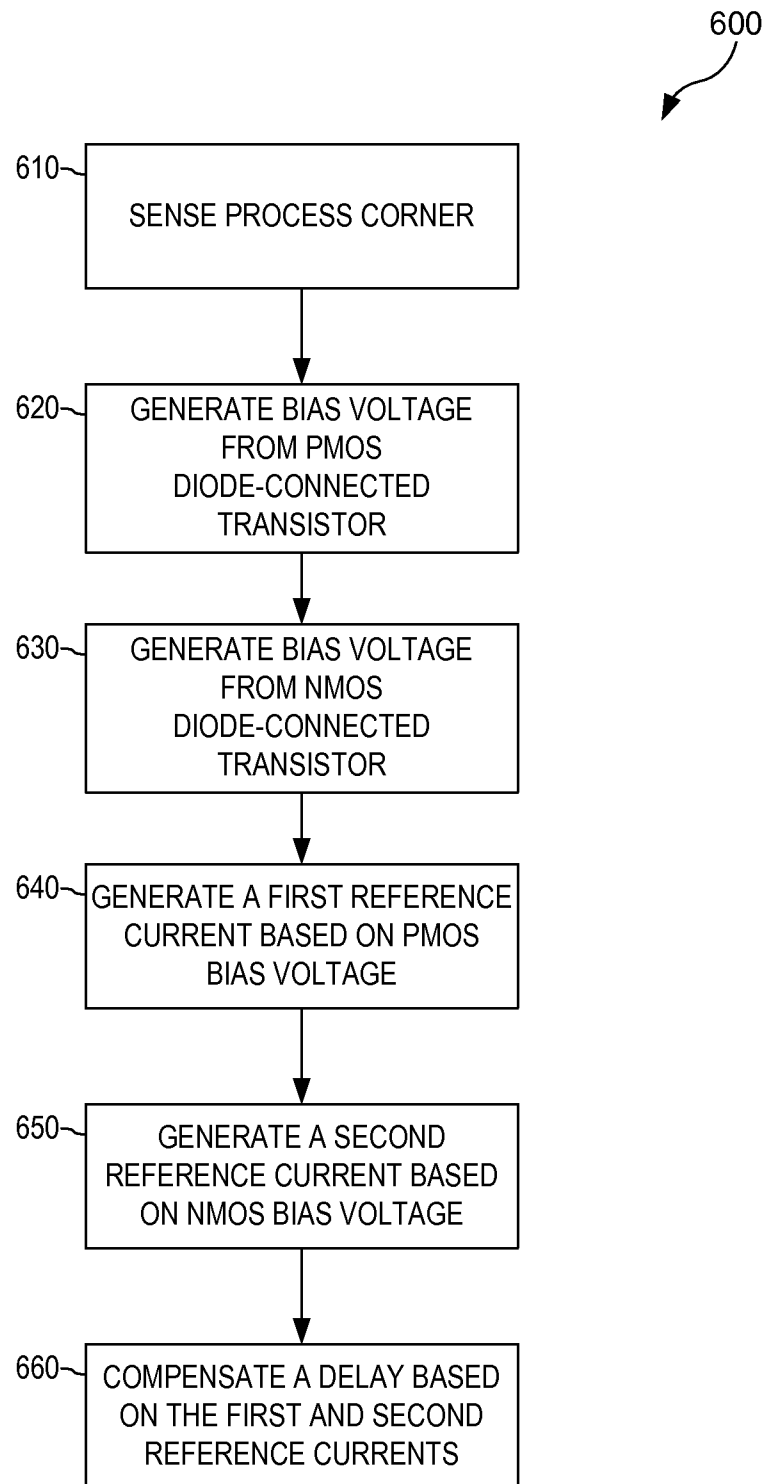 600
610
SENSE PROCESS CORNER
620
GENERATE BIAS VOLTAGE
FROM PMOS
DIODE-CONNECTED
TRANSISTOR
630
GENERATE BIAS VOLTAGE
FROM NMOS
DIODE-CONNECTED
TRANSISTOR
640
GENERATE A FIRST REFERENCE
CURRENT BASED ON PMOS
BIAS VOLTAGE
650
GENERATE A SECOND
REFERENCE CURRENT BASED
ON NMOS BIAS VOLTAGE
660
COMPENSATE A DELAY BASED
ON THE FIRST AND SECOND
REFERENCE CURRENTS